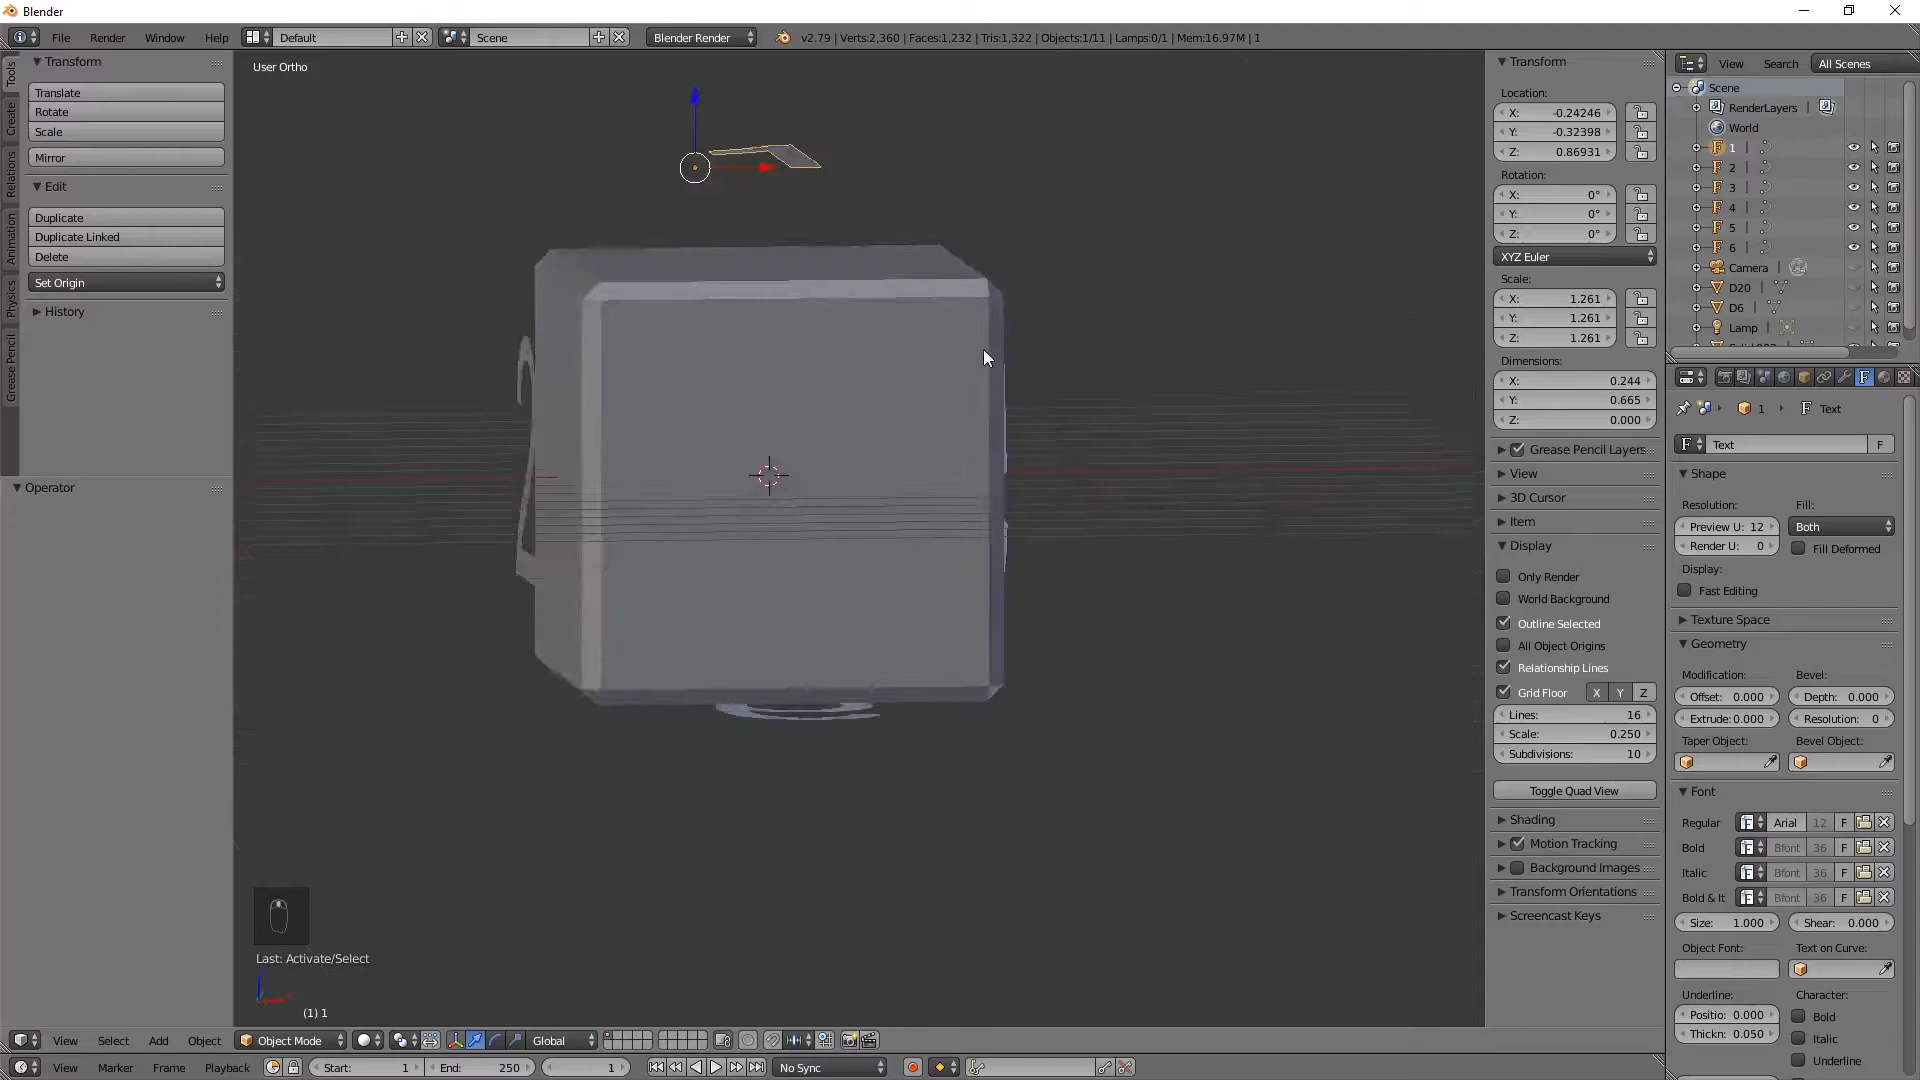 Blender
File Render Window Help Default Scene Blender Render v2.79 | Verts:2,360 | Faces:1,232 | Tris:1,322 | Objects:1/11 | Lamps:0/1 | Mem:16.97M | 1
Tools
Create
Relations
Animation
Physics
Grease Pencil
Transform
Translate
Rotate
Scale
Mirror
Edit
Duplicate
Duplicate Linked
Delete
Set Origin
History
Operator
User Ortho
Last: Activate/Select
(1) 1
Transform
Location:
X: -0.24246
Y: -0.32398
Z: 0.86931
Rotation:
X: 0°
Y: 0°
Z: 0°
XYZ Euler
Scale:
X: 1.261
Y: 1.261
Z: 1.261
Dimensions:
X: 0.244
Y: 0.665
Z: 0.000
Grease Pencil Layers
View
3D Cursor
Item
Display
Only Render
World Background
Outline Selected
All Object Origins
Relationship Lines
Grid Floor X Y Z
Lines: 16
Scale: 0.250
Subdivisions: 10
Toggle Quad View
Shading
Motion Tracking
Background Images
Transform Orientations
Screencast Keys
View Search All Scenes
Scene
RenderLayers |
World
1 |
2 |
3 |
4 |
5 |
6 |
Camera |
D20 |
D6 |
Lamp |
1 Text
F Text F
Shape
Resolution: Fill:
Preview U: 12 Both
Render U: 0 Fill Deformed
Display:
Fast Editing
Texture Space
Geometry
Modification: Bevel:
Offset: 0.000 Depth: 0.000
Extrude: 0.000 Resolution: 0
Taper Object: Bevel Object:
Font
Regular Arial 12 F
Bold Bfont 36 F
Italic Bfont 36 F
Bold & It Bfont 36 F
Size: 1.000 Shear: 0.000
Object Font: Text on Curve:
Underline: Character:
Positio: 0.000 Bold
Thickn: 0.050 Italic
Underline
View Select Add Object Object Mode Global
View Marker Frame Playback Start: 1 End: 250 1 No Sync